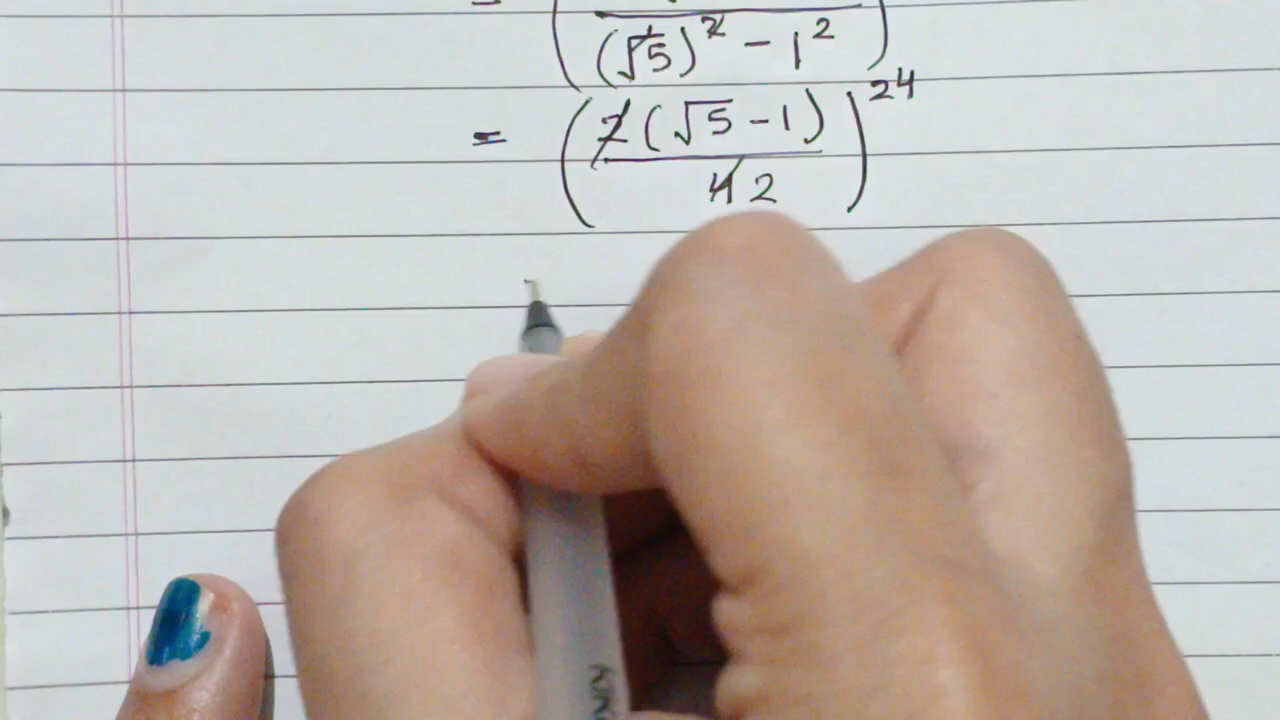 (√5)² - 1²
= (2(√5 - 1) / 4 2)²⁴